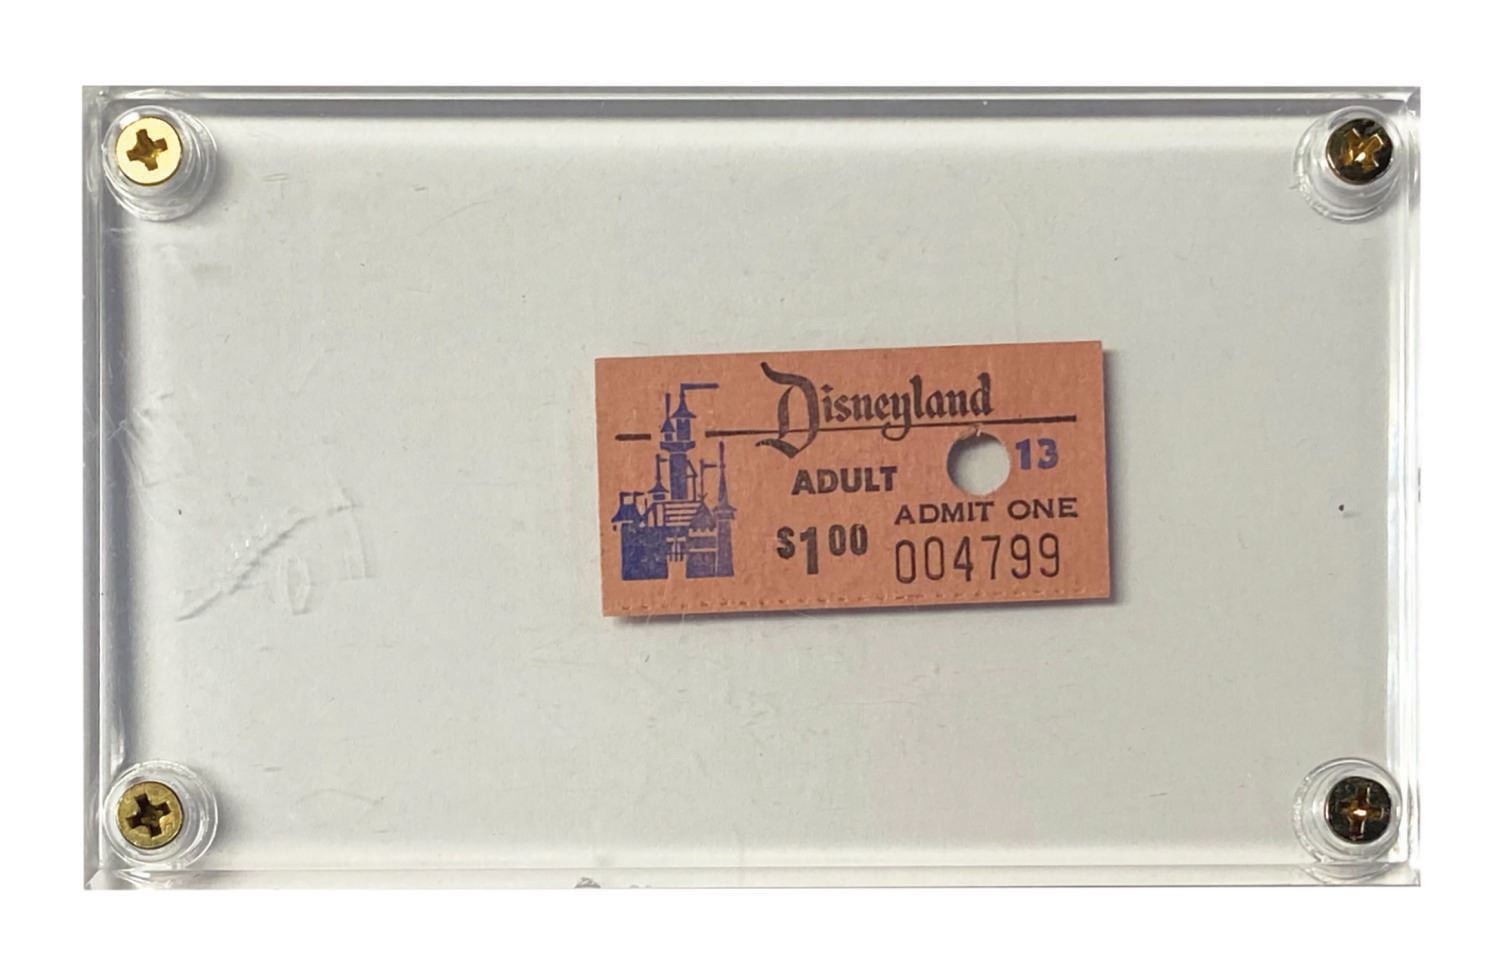 Disneyland
13
ADULT
ADMIT ONE
$1.00
004799